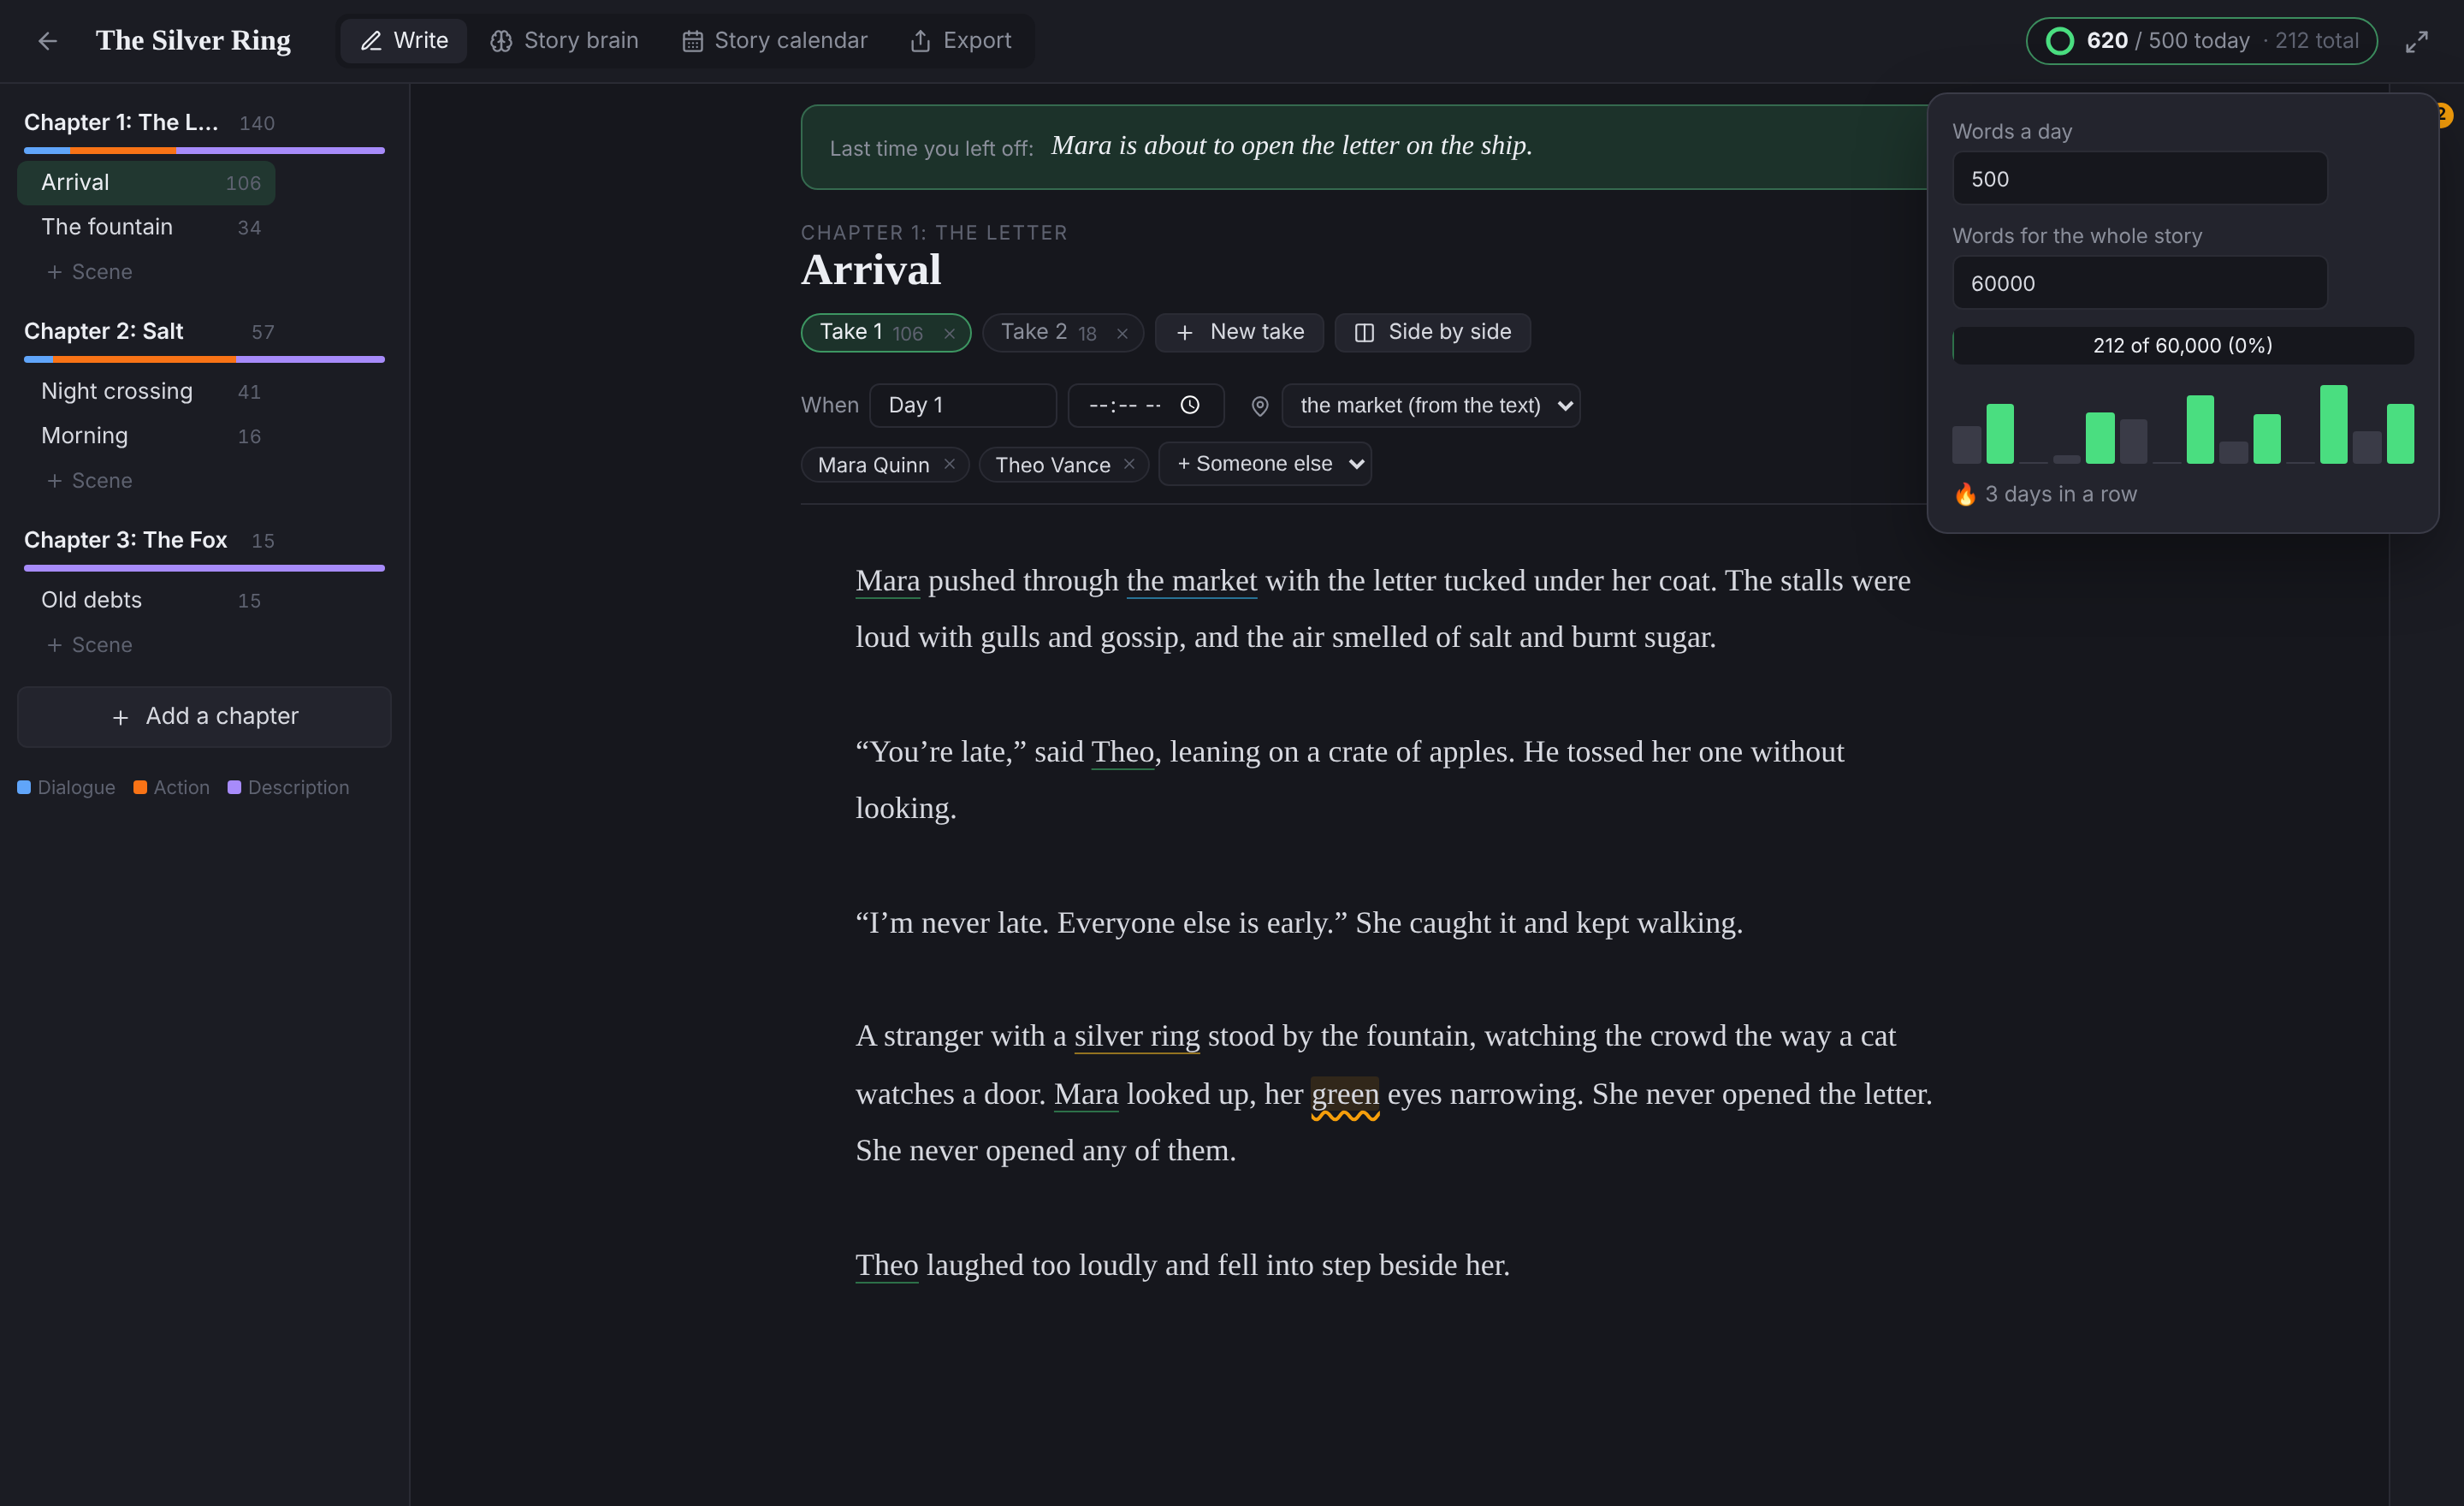 The Silver Ring
Write
Story brain
Story calendar
Export
620 / 500 today · 212 total
Chapter 1: The L... 140
Arrival 106
The fountain 34
+ Scene
Chapter 2: Salt 57
Night crossing 41
Morning 16
+ Scene
Chapter 3: The Fox 15
Old debts 15
+ Scene
+ Add a chapter
Dialogue Action Description
Last time you left off: Mara is about to open the letter on the ship.
CHAPTER 1: THE LETTER
Arrival
Take 1 106 ×
Take 2 18 ×
+ New take
Side by side
When Day 1 --:-- -- the market (from the text)
Mara Quinn × Theo Vance × + Someone else
Mara pushed through the market with the letter tucked under her coat. The stalls were
loud with gulls and gossip, and the air smelled of salt and burnt sugar.
“You’re late,” said Theo, leaning on a crate of apples. He tossed her one without
looking.
“I’m never late. Everyone else is early.” She caught it and kept walking.
A stranger with a silver ring stood by the fountain, watching the crowd the way a cat
watches a door. Mara looked up, her green eyes narrowing. She never opened the letter.
She never opened any of them.
Theo laughed too loudly and fell into step beside her.
Words a day
500
Words for the whole story
60000
212 of 60,000 (0%)
🔥 3 days in a row
2